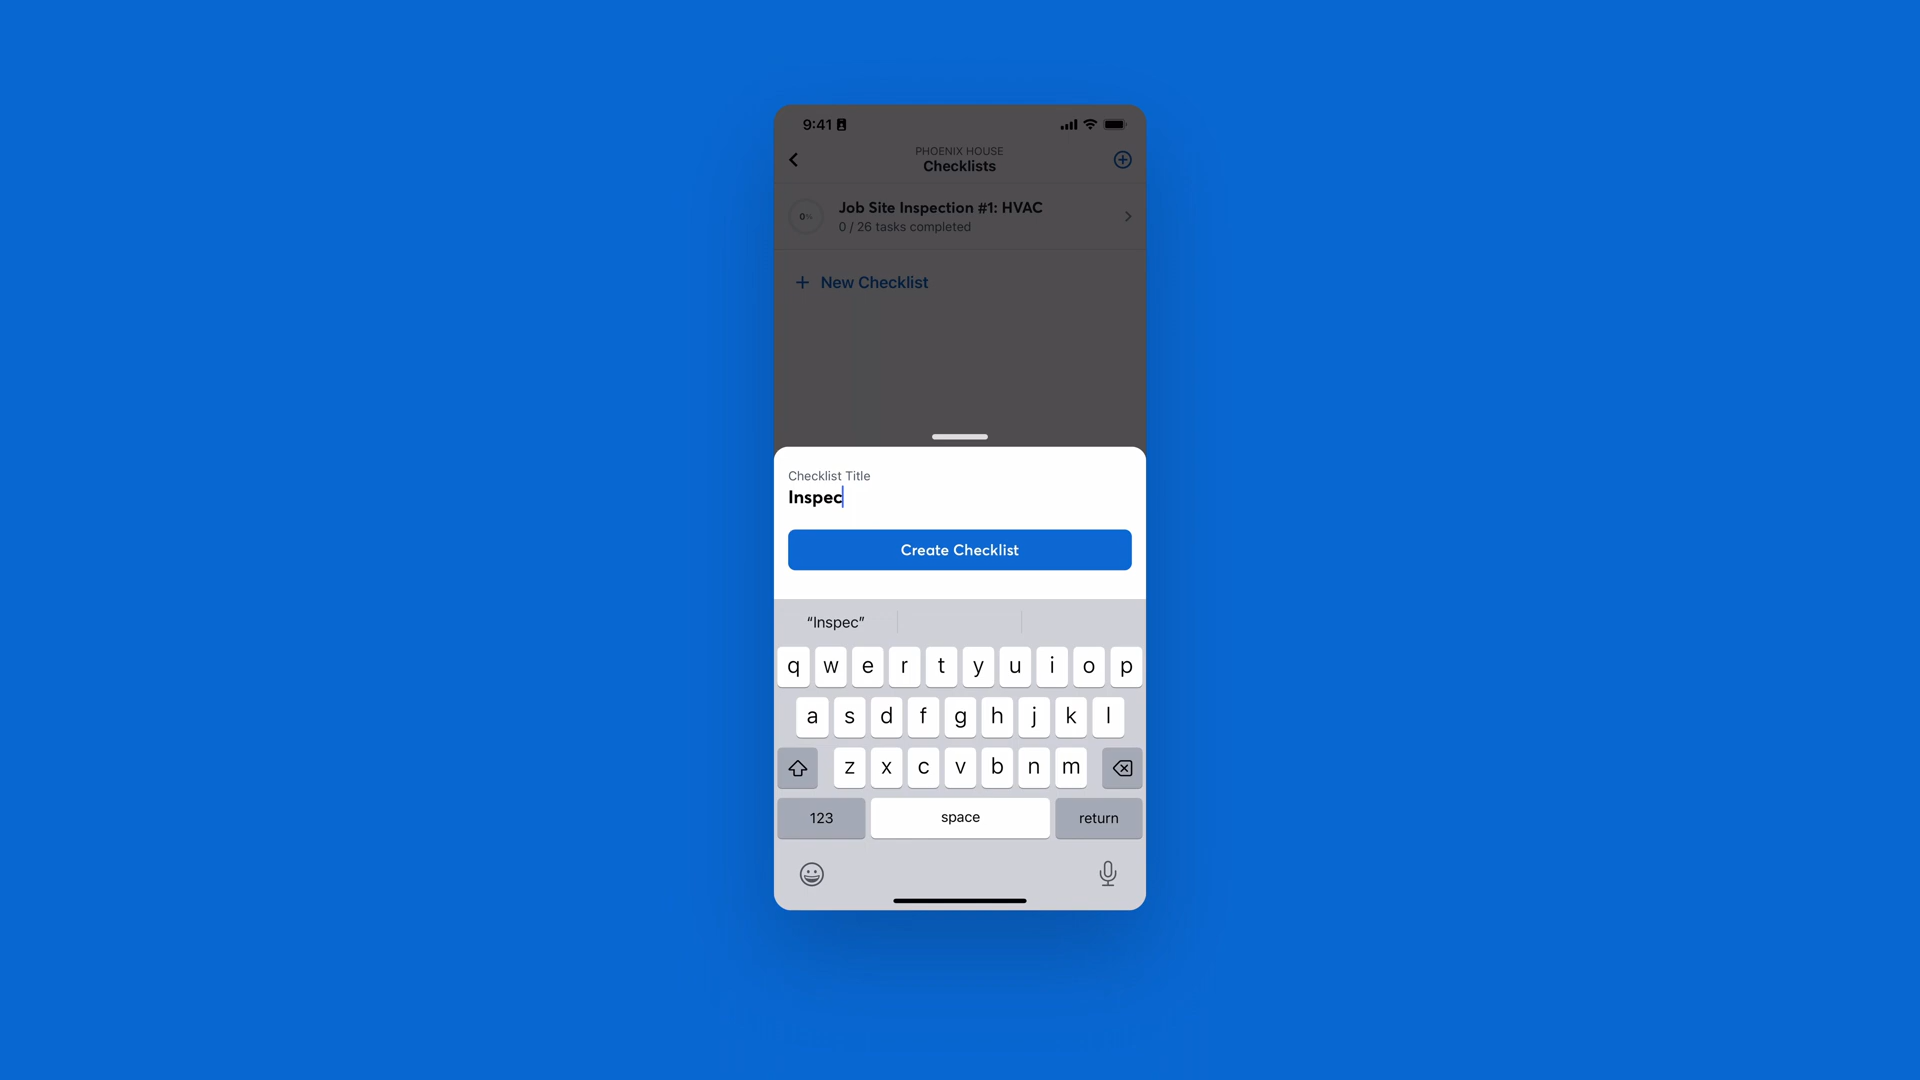 9:41
PHOENIX HOUSE
Checklists
0%
Job Site Inspection #1: HVAC
0 / 26 tasks completed
+ New Checklist
Checklist Title
Inspec
Create Checklist
“Inspec”
q w e r t y u i o p
a s d f g h j k l
z x c v b n m
123 space return